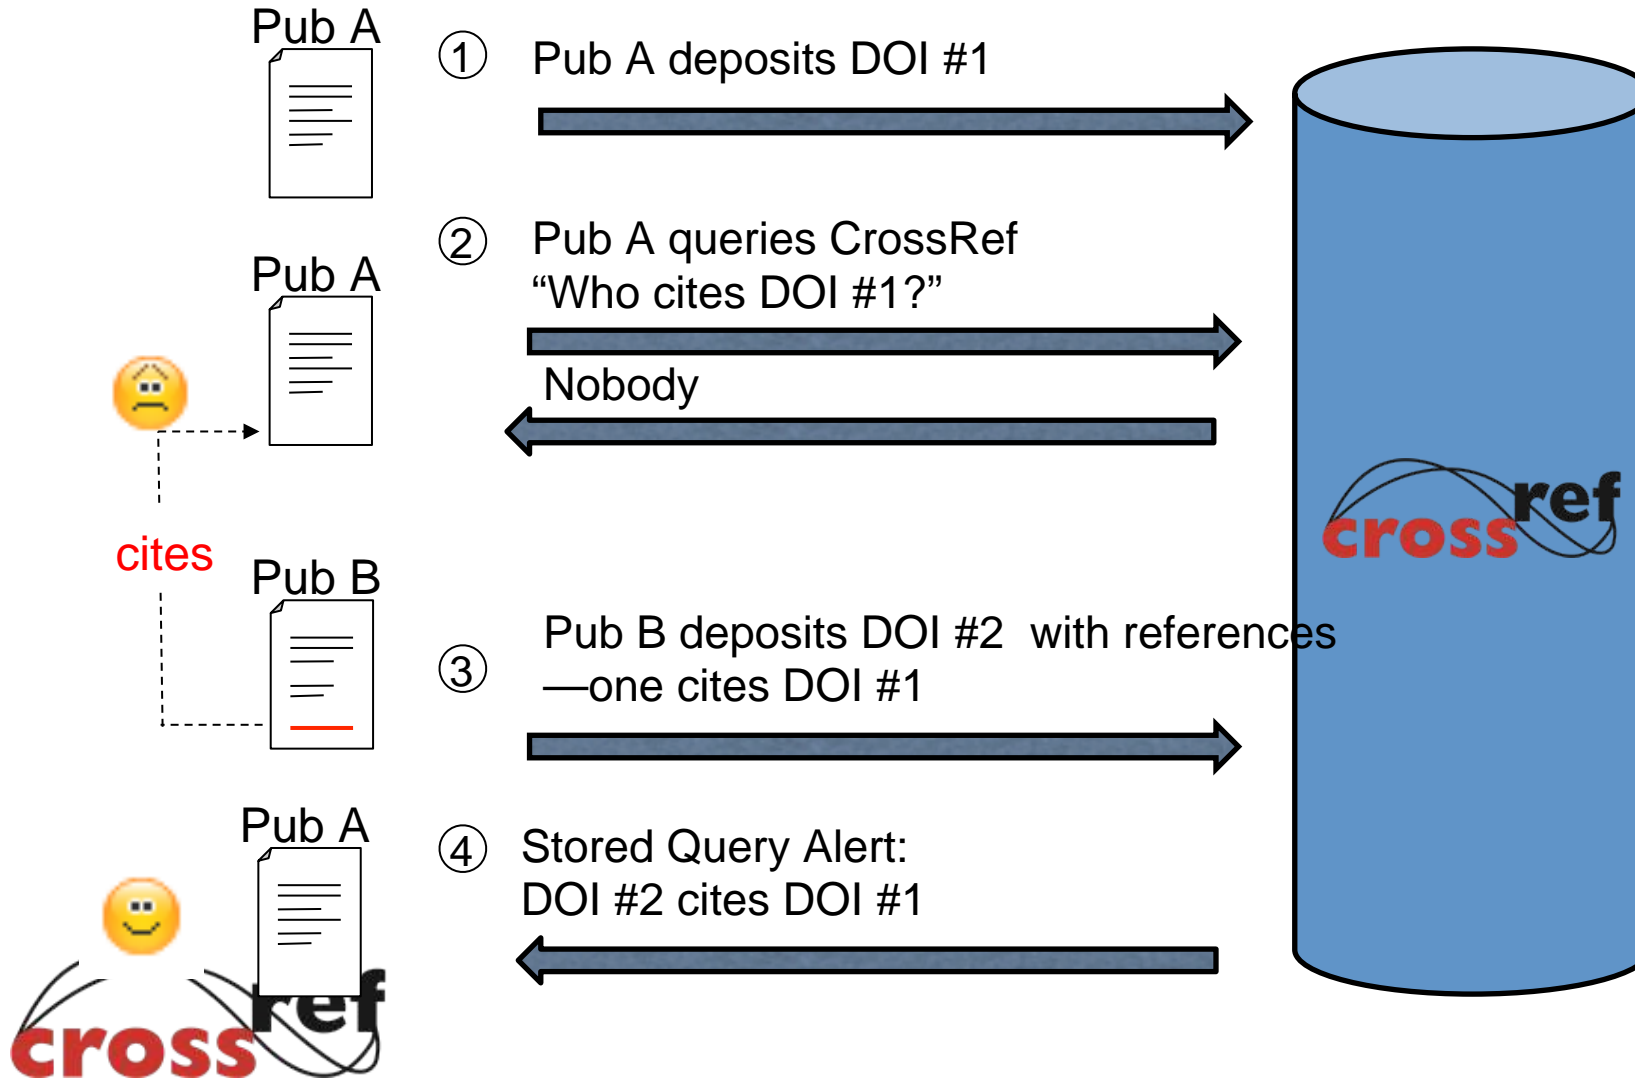 Pub A
① Pub A deposits DOI #1
Pub A
② Pub A queries CrossRef
“Who cites DOI #1?”
Nobody
crossref
cites
Pub B
③ Pub B deposits DOI #2 with references
—one cites DOI #1
Pub A
④ Stored Query Alert:
DOI #2 cites DOI #1
crossref